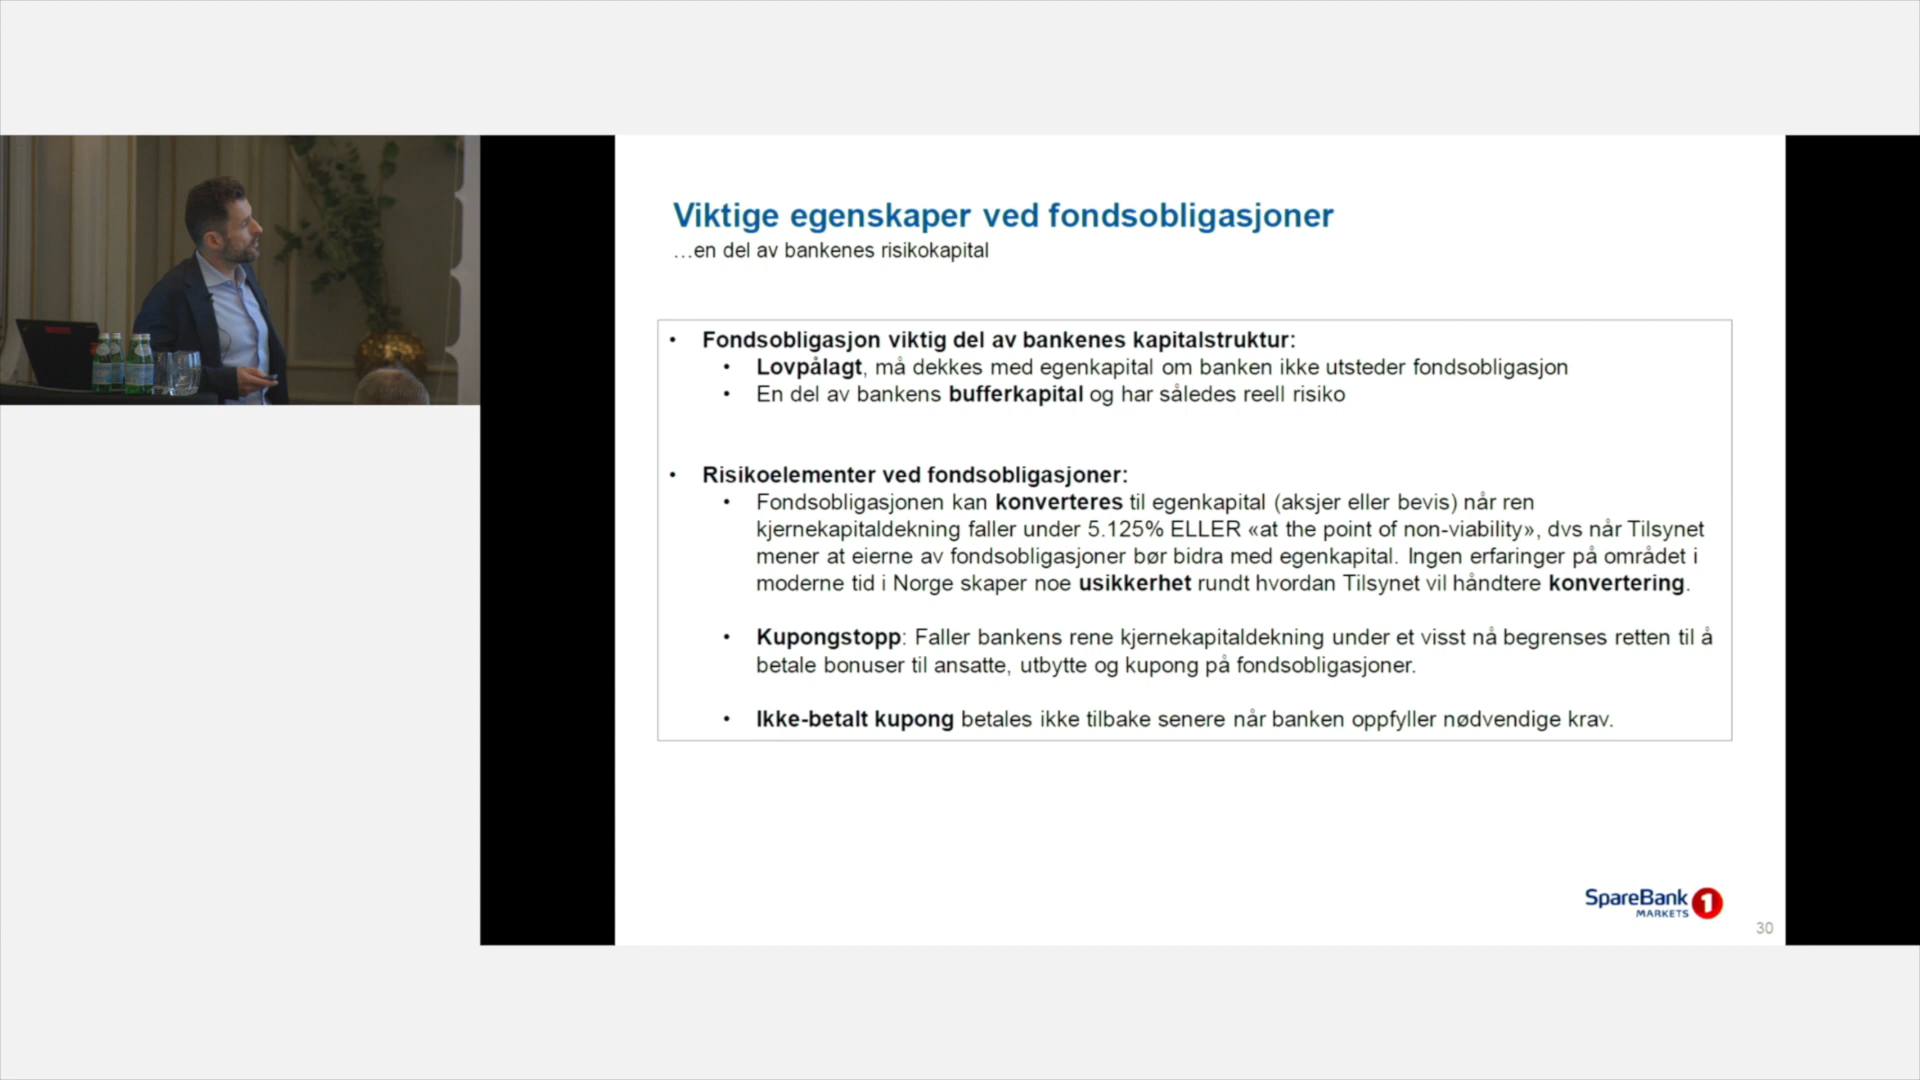 Viktige egenskaper ved fondsobligasjoner
…en del av bankenes risikokapital
• Fondsobligasjon viktig del av bankenes kapitalstruktur:
• Lovpålagt, må dekkes med egenkapital om banken ikke utsteder fondsobligasjon
• En del av bankens bufferkapital og har således reell risiko
• Risikoelementer ved fondsobligasjoner:
• Fondsobligasjonen kan konverteres til egenkapital (aksjer eller bevis) når ren
kjernekapitaldekning faller under 5.125% ELLER «at the point of non-viability», dvs når Tilsynet
mener at eierne av fondsobligasjoner bør bidra med egenkapital. Ingen erfaringer på området i
moderne tid i Norge skaper noe usikkerhet rundt hvordan Tilsynet vil håndtere konvertering.
• Kupongstopp: Faller bankens rene kjernekapitaldekning under et visst nå begrenses retten til å
betale bonuser til ansatte, utbytte og kupong på fondsobligasjoner.
• Ikke-betalt kupong betales ikke tilbake senere når banken oppfyller nødvendige krav.
SpareBank 1
MARKETS
30